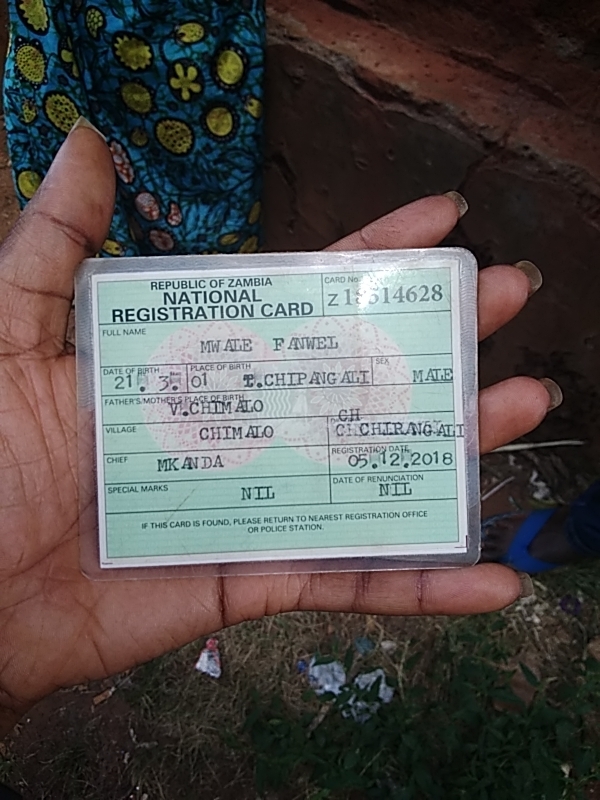 REPUBLIC OF ZAMBIA
NATIONAL
REGISTRATION CARD
CARD No.
Z 14628
FULL NAME
MWALE FANWEL
DATE OF BIRTH PLACE OF BIRTH SEX
21. 3. 01 T.CHIPANGALI MALE
FATHER'S/MOTHER'S PLACE OF BIRTH
V.CHIMALO
VILLAGE CHIMALO
CH
C CHIRANGALI
CHIEF MKANDA
REGISTRATION DATE
05.12.2018
SPECIAL MARKS NIL
DATE OF RENUNCIATION
NIL
IF THIS CARD IS FOUND, PLEASE RETURN TO NEAREST REGISTRATION OFFICE
OR POLICE STATION.